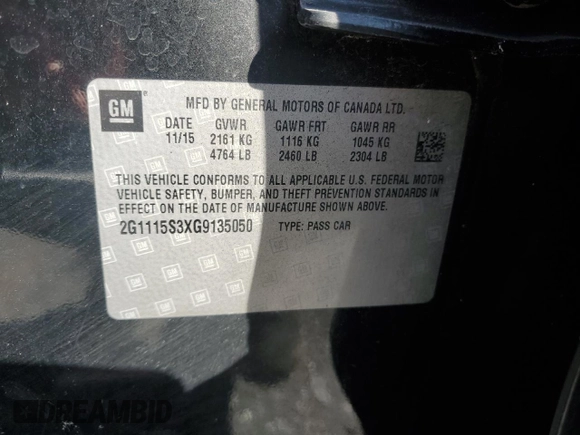 GM
MFD BY GENERAL MOTORS OF CANADA LTD.
DATE GVWR GAWR FRT GAWR RR
11/15 2161 KG 1116 KG 1045 KG
4764 LB 2460 LB 2304 LB
THIS VEHICLE CONFORMS TO ALL APPLICABLE U.S. FEDERAL MOTOR
VEHICLE SAFETY, BUMPER, AND THEFT PREVENTION STANDARDS IN
EFFECT ON THE DATE OF MANUFACTURE SHOWN ABOVE.
2G1115S3XG9135050 TYPE: PASS CAR
DREAMBID